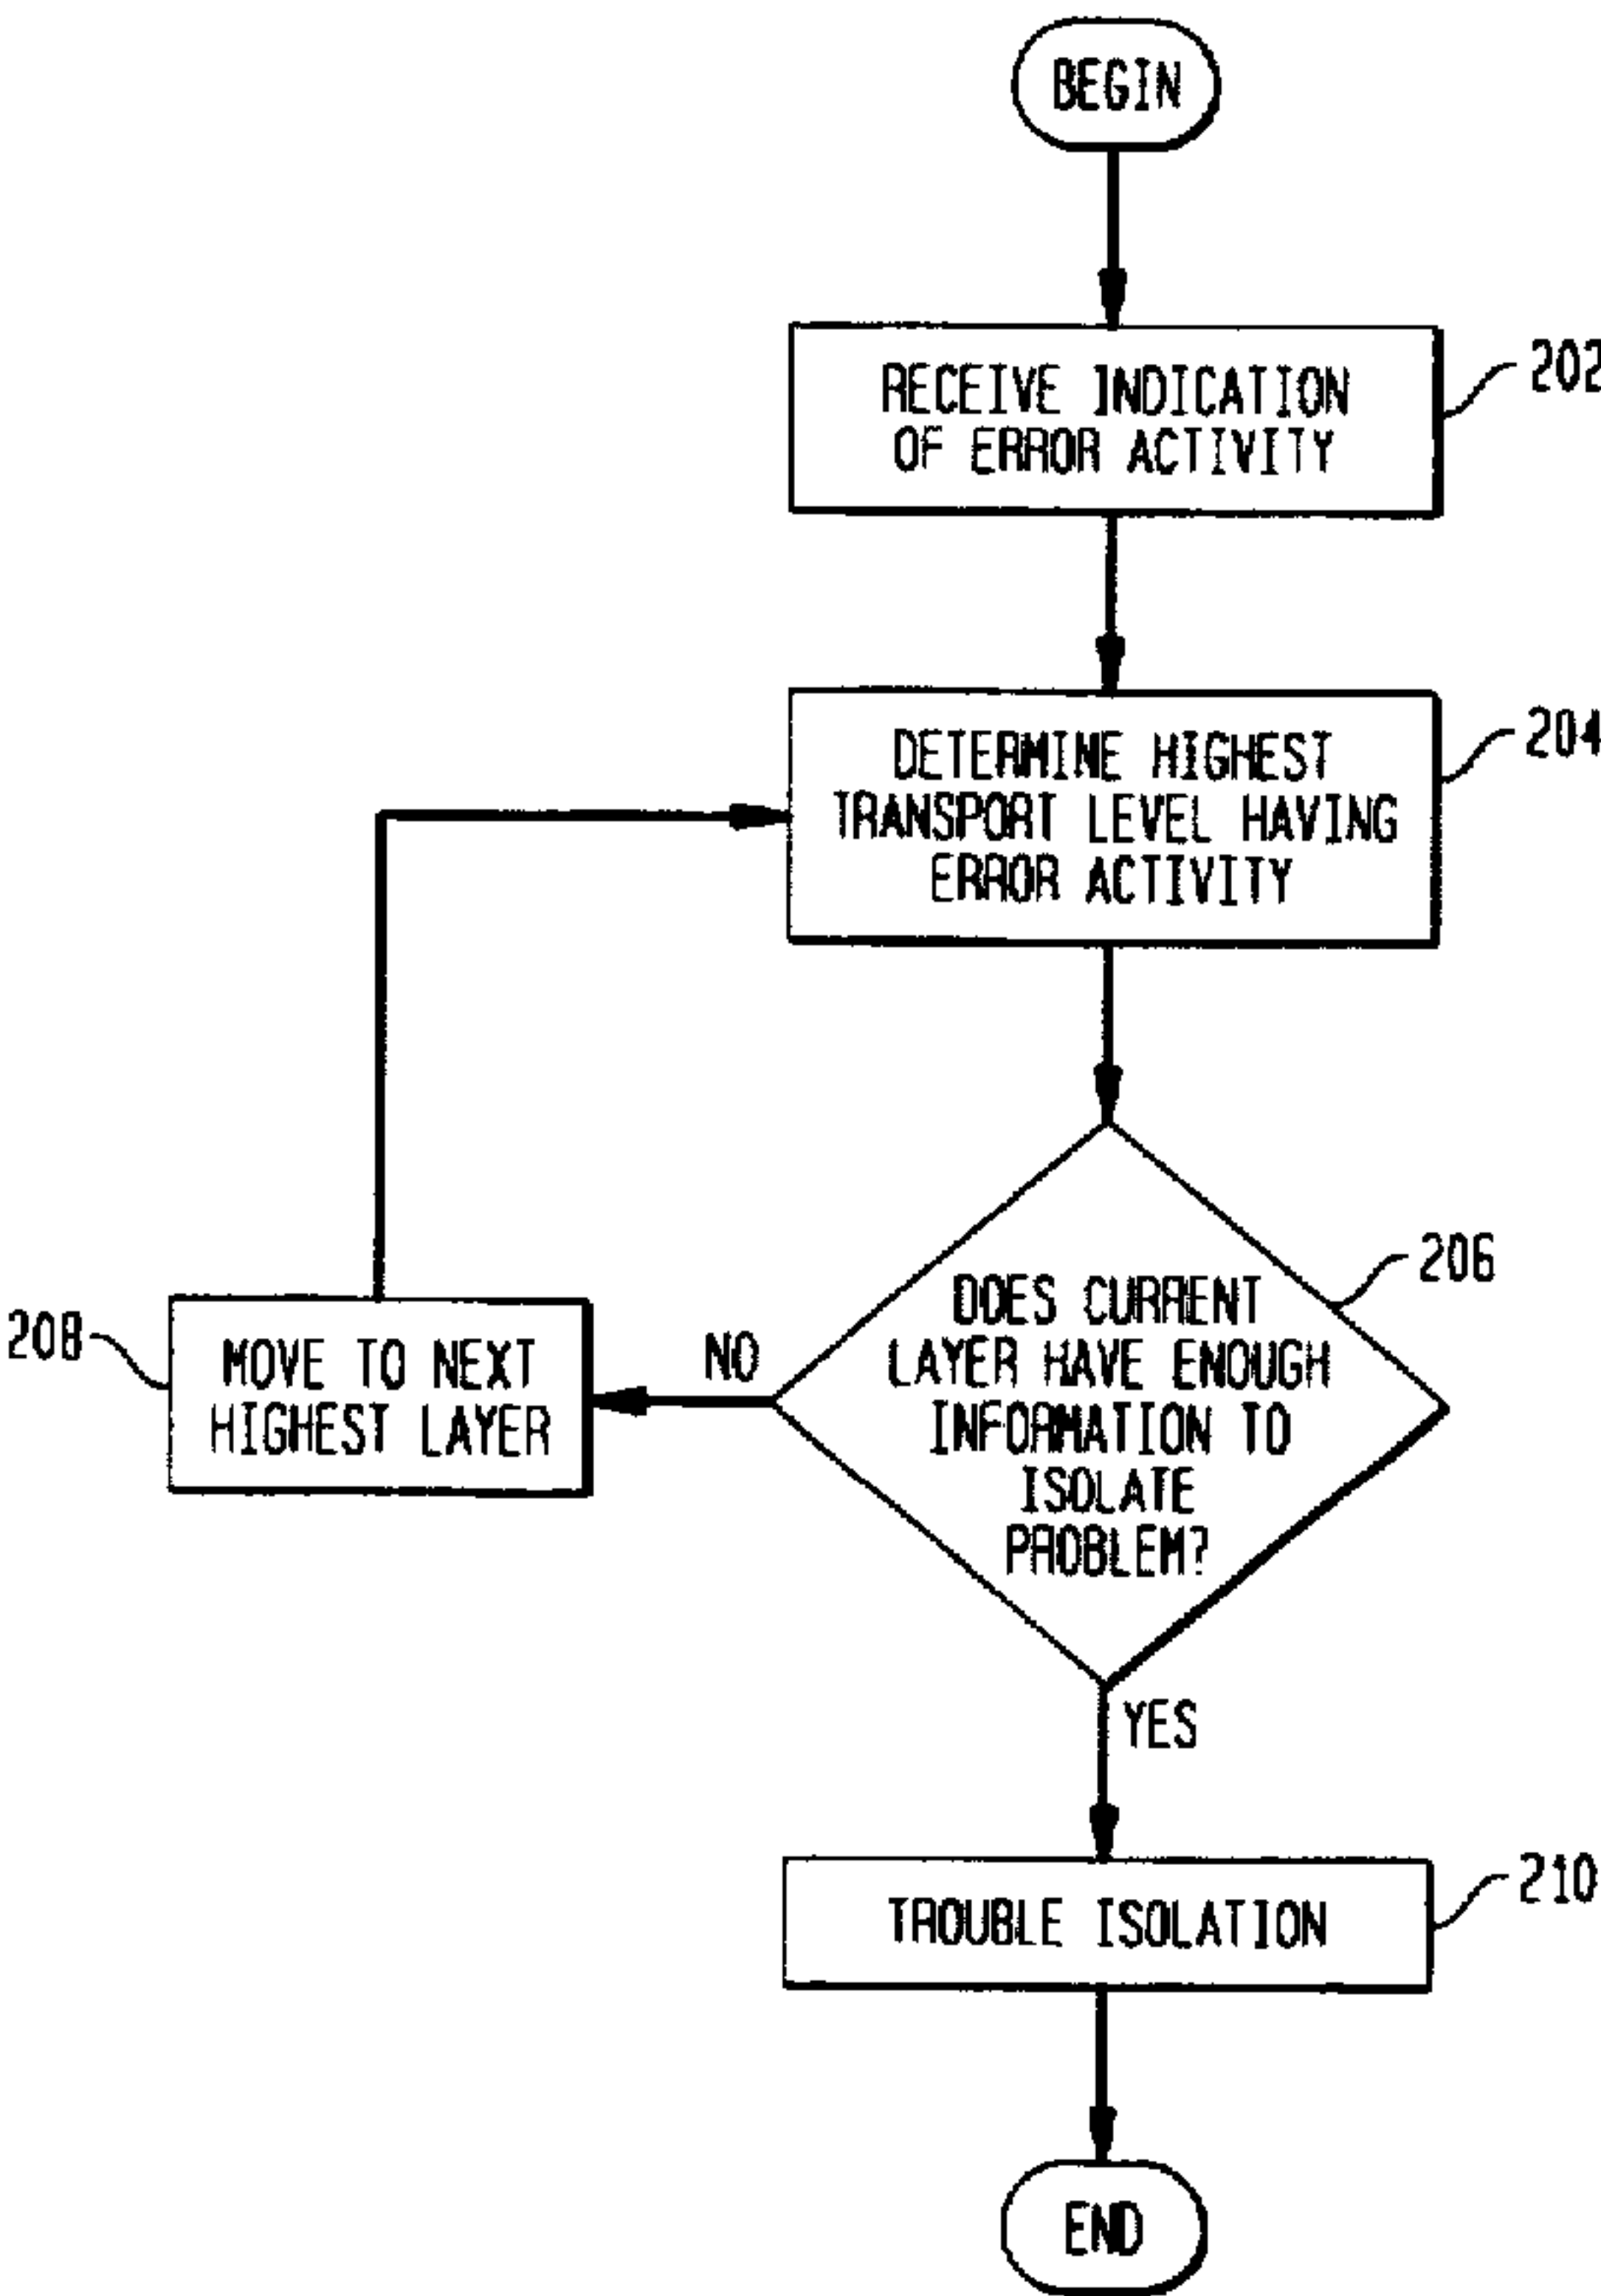 BEGIN
RECEIVE INDICATION
OF ERROR ACTIVITY
202
DETERMINE HIGHEST
TRANSPORT LEVEL HAVING
ERROR ACTIVITY
204
DOES CURRENT
LAYER HAVE ENOUGH
INFORMATION TO
ISOLATE
PROBLEM?
206
NO
208
MOVE TO NEXT
HIGHEST LAYER
YES
TROUBLE ISOLATION
210
END